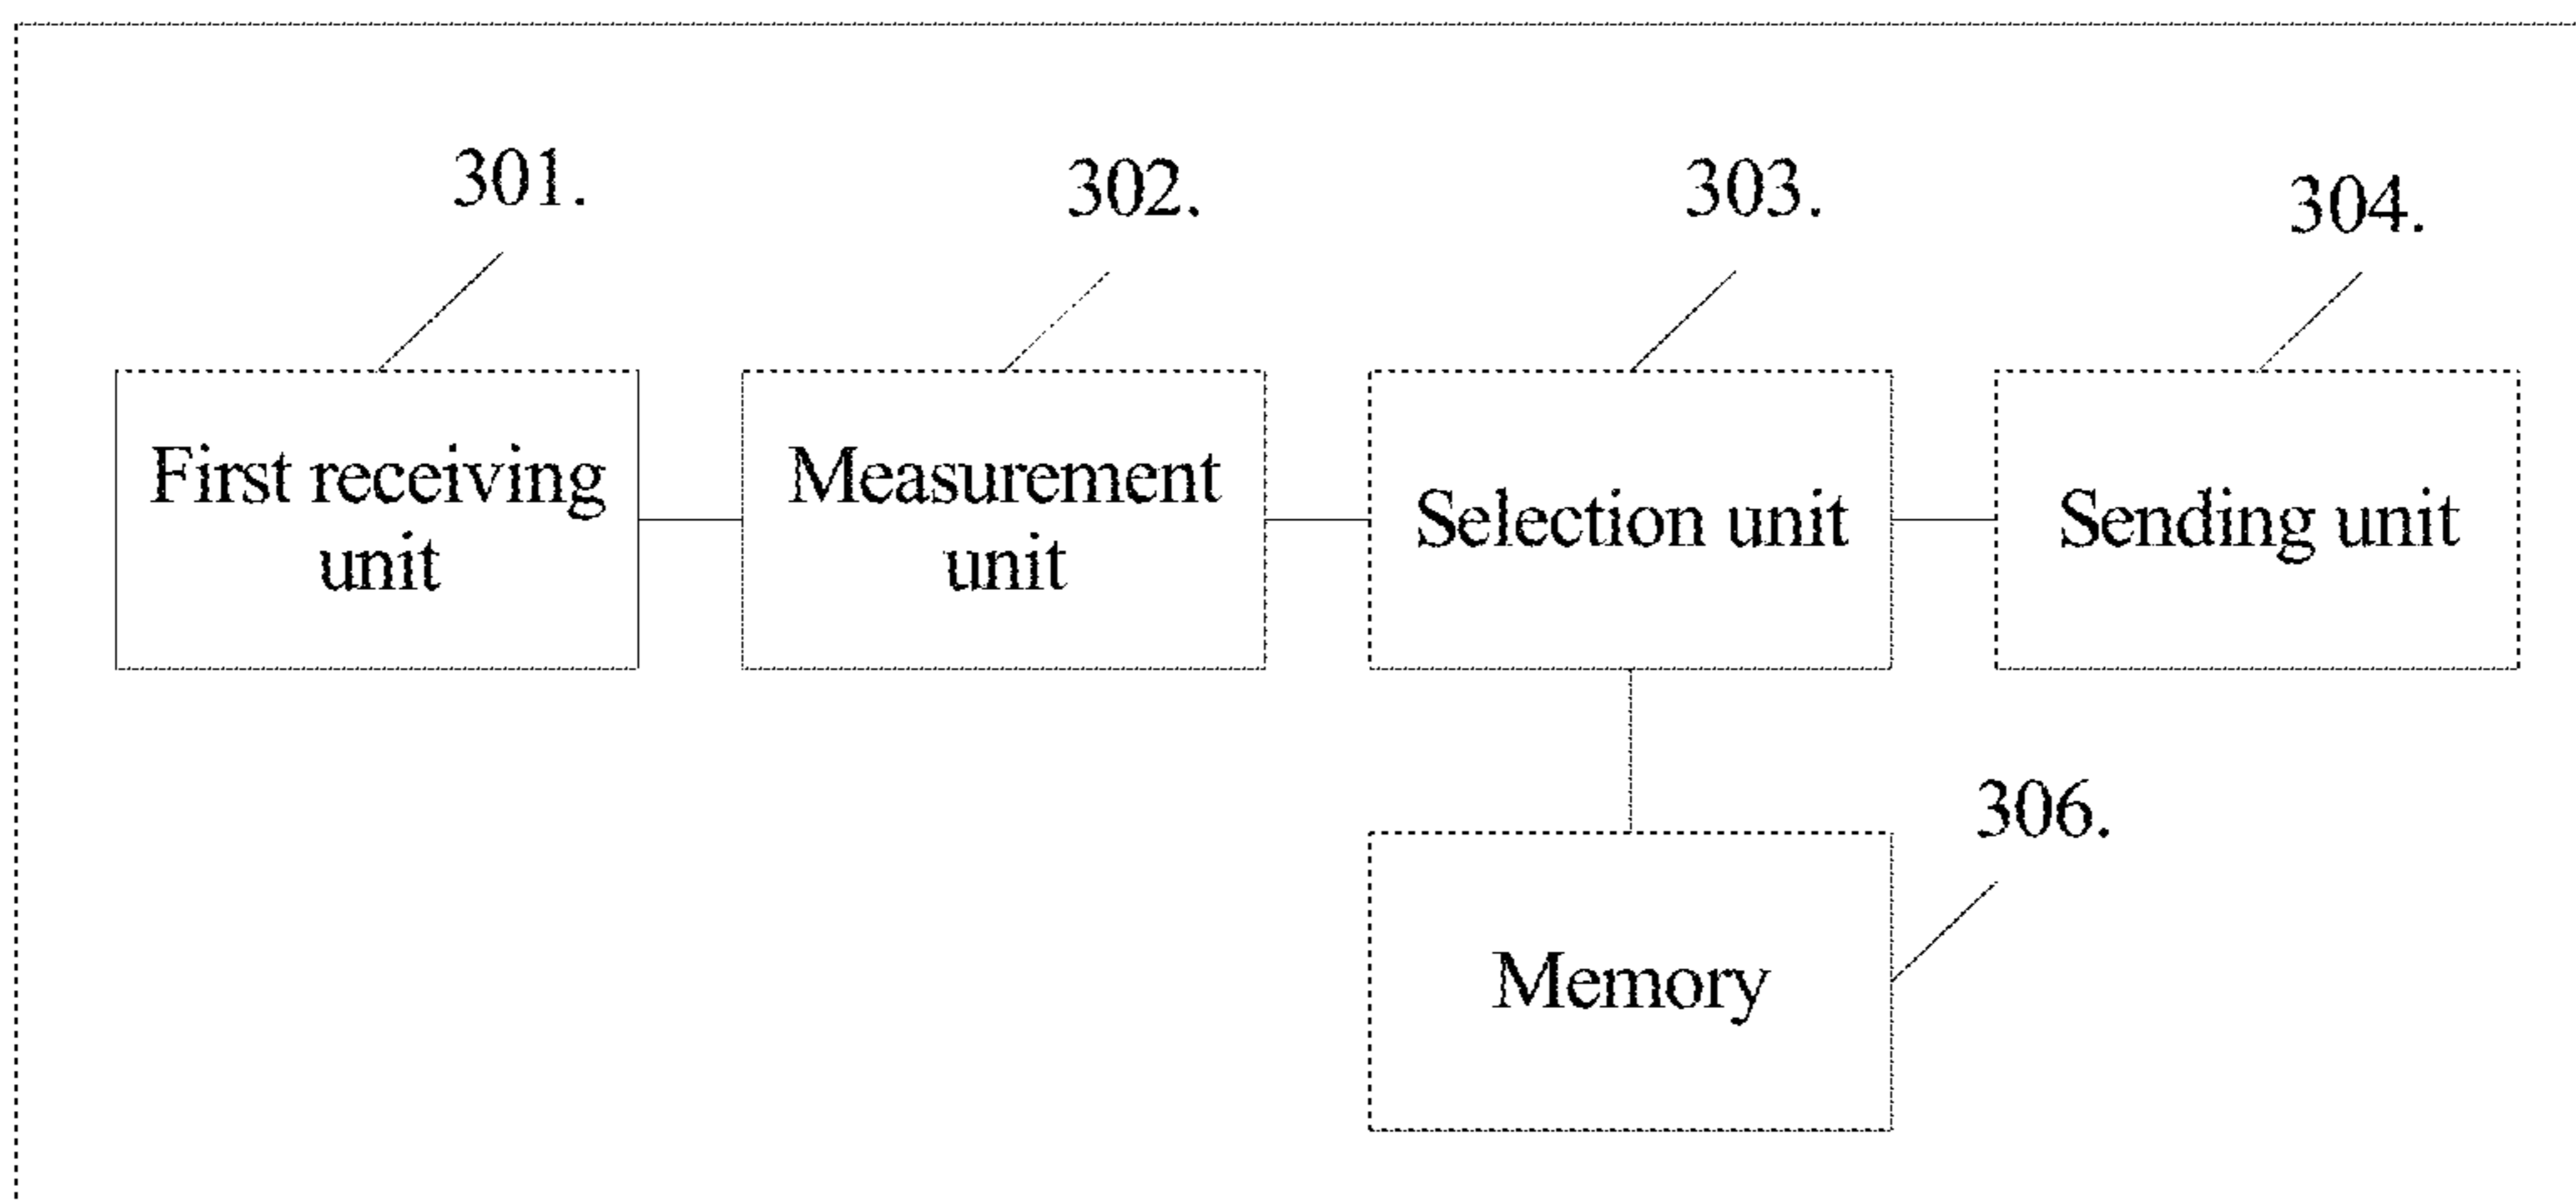 301.
302.
303.
304.
First receiving
unit
Measurement
unit
Selection unit
Sending unit
306.
Memory